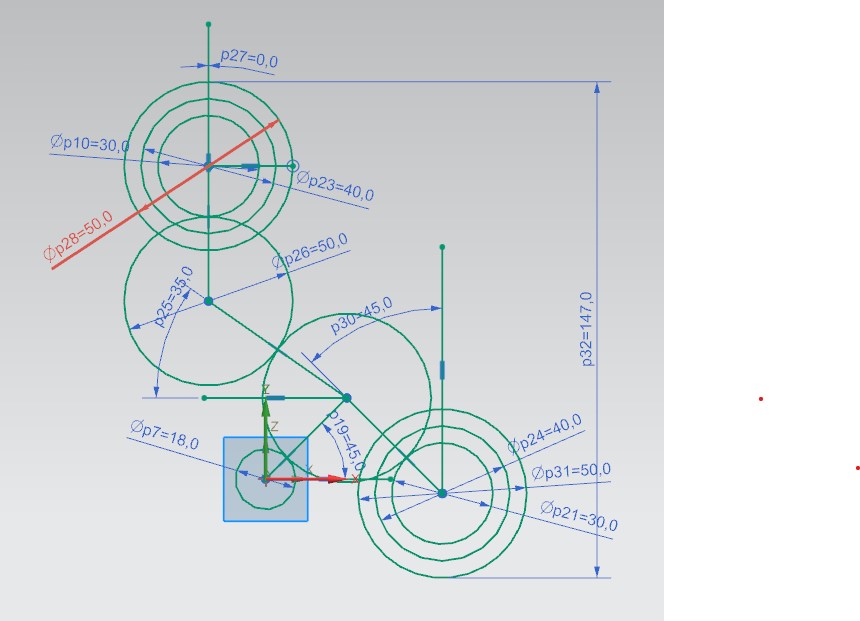 p27=0,0
Øp10=30,0
Øp23=40,0
Øp28=50,0
Øp26=50,0
p25=35,0
p30=45,0
p32=147,0
Z
Z
Øp7=18,0
p19=45,0
Øp24=40,0
X
X
Y
Øp31=50,0
Øp21=30,0